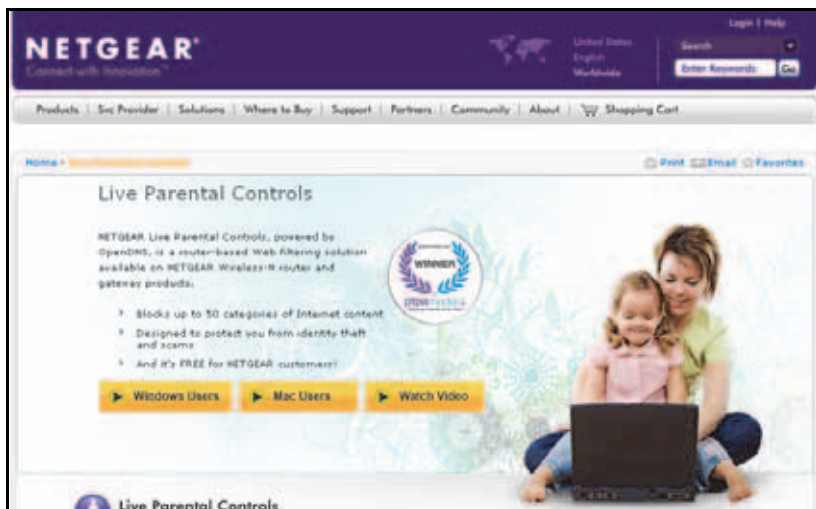 Login | Help
NETGEAR®
Connect with Innovation™
United States
English
Worldwide
Search
Enter Keywords Go
Products | Svc Provider | Solutions | Where to Buy | Support | Partners | Community | About | Shopping Cart
Home >
Print Email Favorites
Live Parental Controls
NETGEAR Live Parental Controls, powered by
OpenDNS, is a router-based Web filtering solution
available on NETGEAR Wireless-N router and
gateway products.
WINNER
ptpa media
Blocks up to 50 categories of Internet content
Designed to protect you from identity theft
and scams
And it's FREE for NETGEAR customers!
Windows Users Mac Users Watch Video
Live Parental Controls